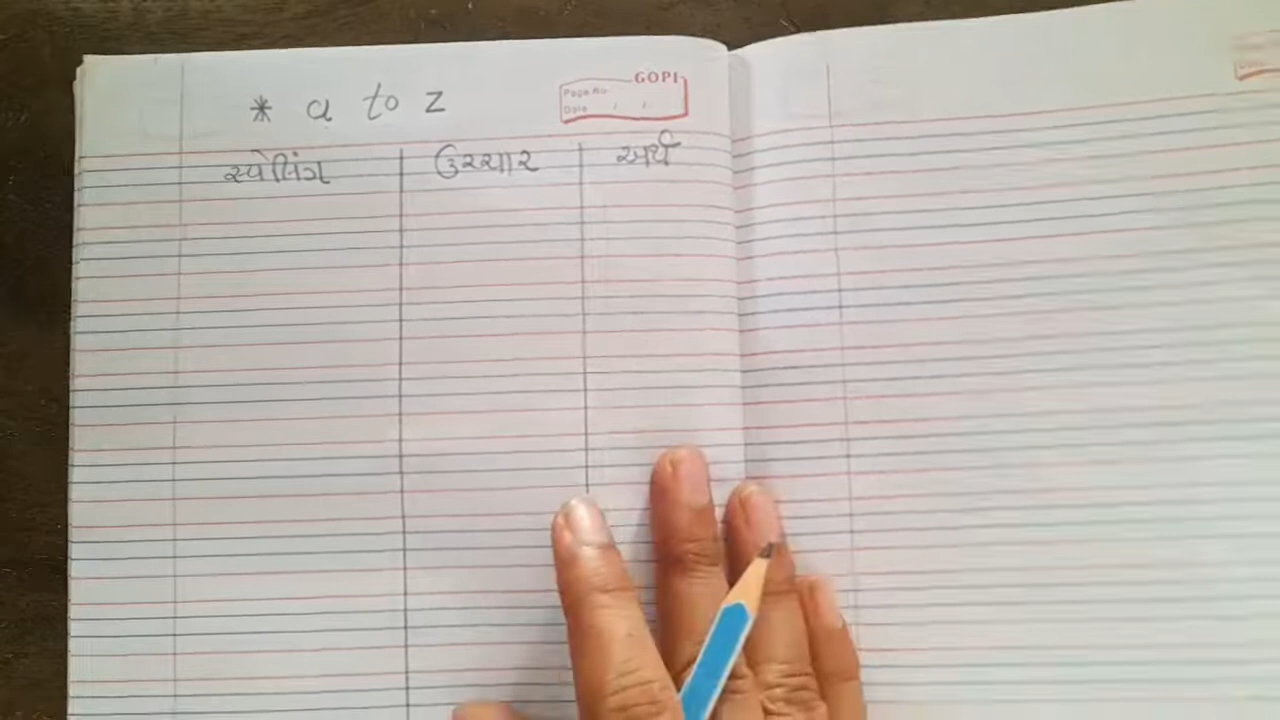 * a to z
GOPI
Page No
Date / /
સ્પેલિંગ ઉચ્ચાર અર્થ